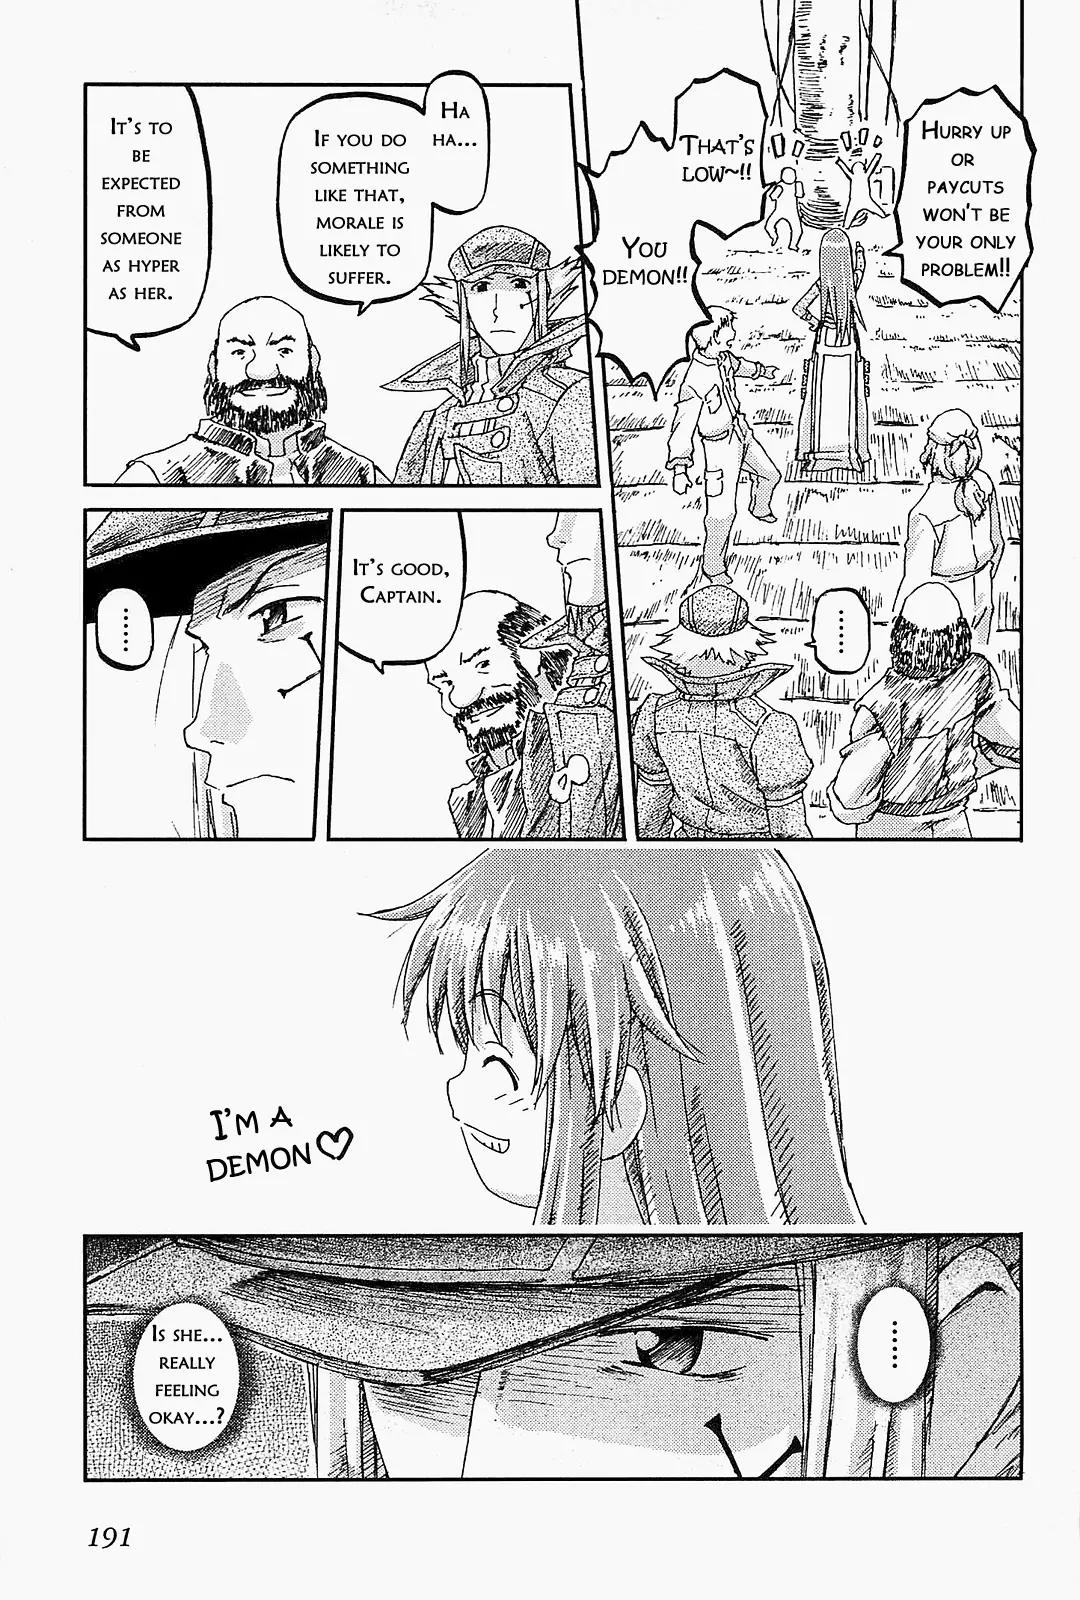 HURRY UP
OR
PAYCUTS
WON'T BE
YOUR ONLY
PROBLEM!!
THAT'S
LOW~!!
YOU
DEMON!!
......
HA
HA...
IF YOU DO
SOMETHING
LIKE THAT,
MORALE IS
LIKELY TO
SUFFER.
IT'S TO
BE
EXPECTED
FROM
SOMEONE
AS HYPER
AS HER.
IT'S GOOD,
CAPTAIN.
......
I'M A
DEMON♡
......
IS SHE...
REALLY
FEELING
OKAY...?
191